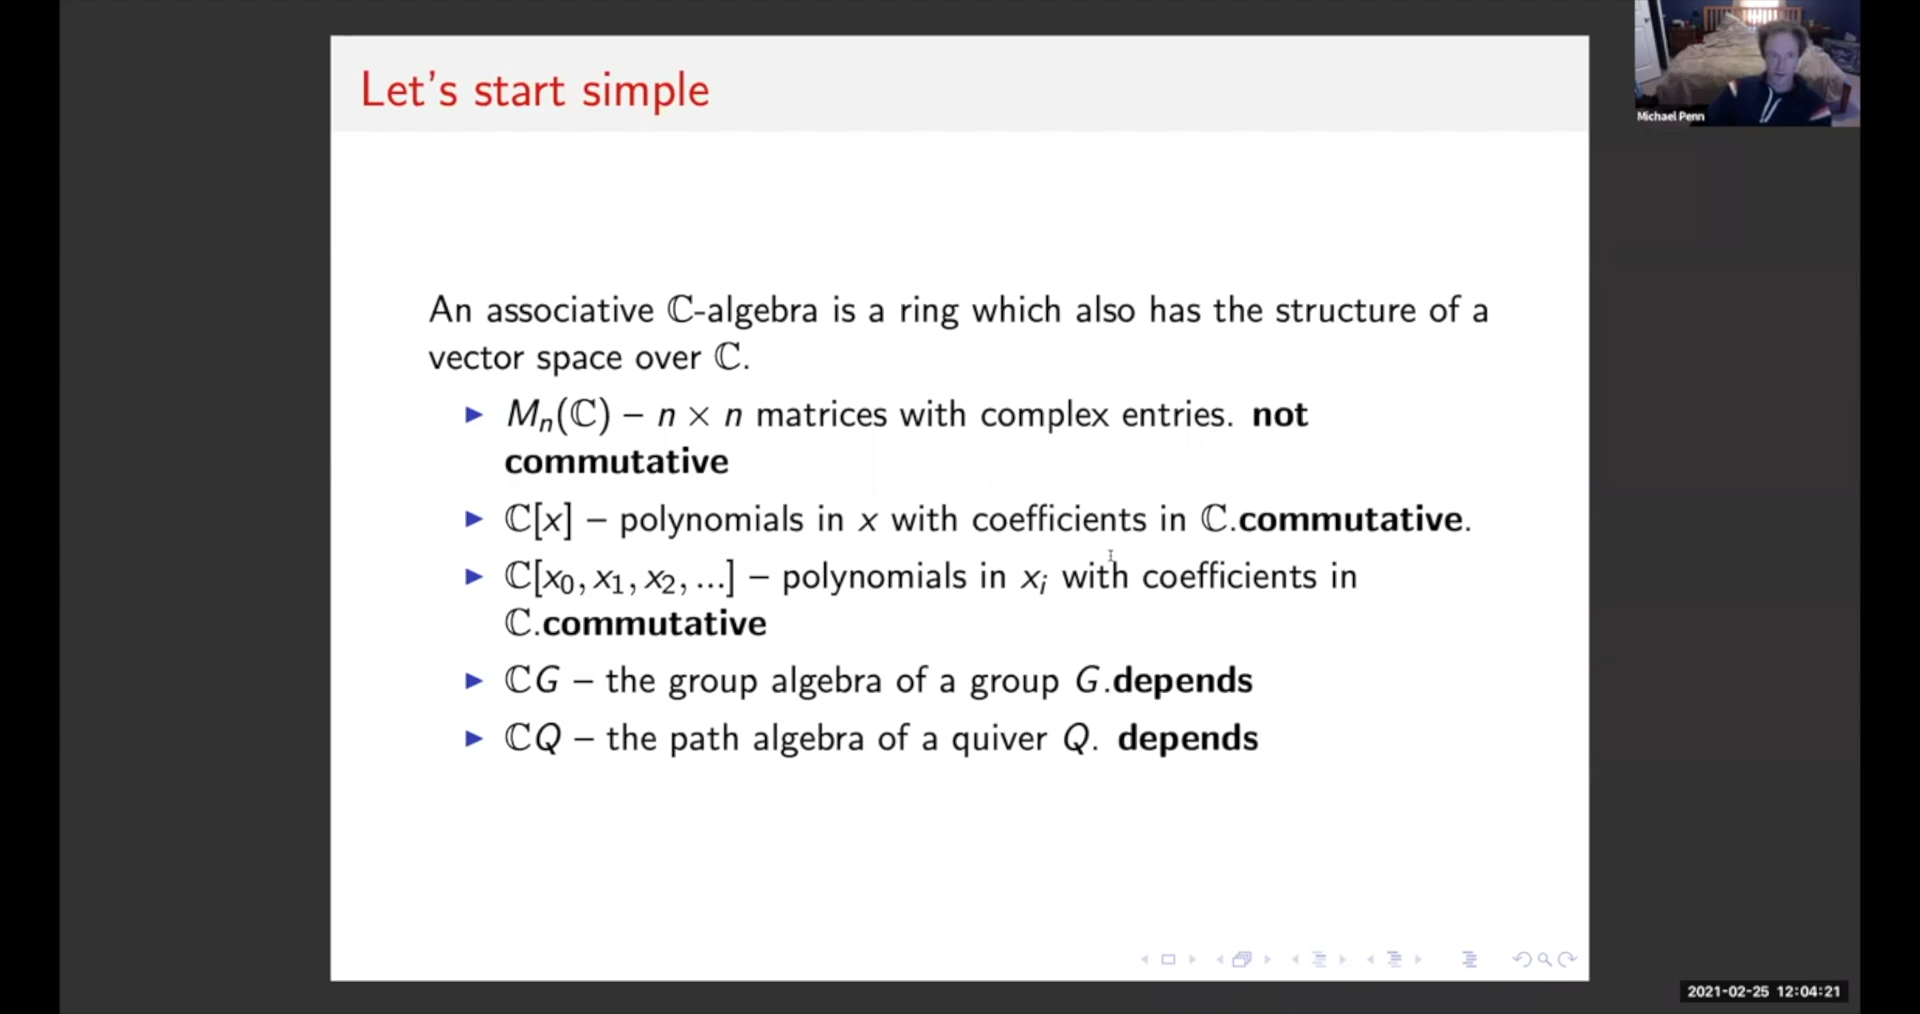 Let's start simple
Michael Penn
An associative ℂ-algebra is a ring which also has the structure of a
vector space over ℂ.
▶ Mₙ(ℂ) – n × n matrices with complex entries. not
commutative
▶ ℂ[x] – polynomials in x with coefficients in ℂ.commutative.
▶ ℂ[x₀, x₁, x₂, ...] – polynomials in xᵢ with coefficients in
ℂ.commutative
▶ ℂG – the group algebra of a group G.depends
▶ ℂQ – the path algebra of a quiver Q. depends
2021-02-25 12:04:21